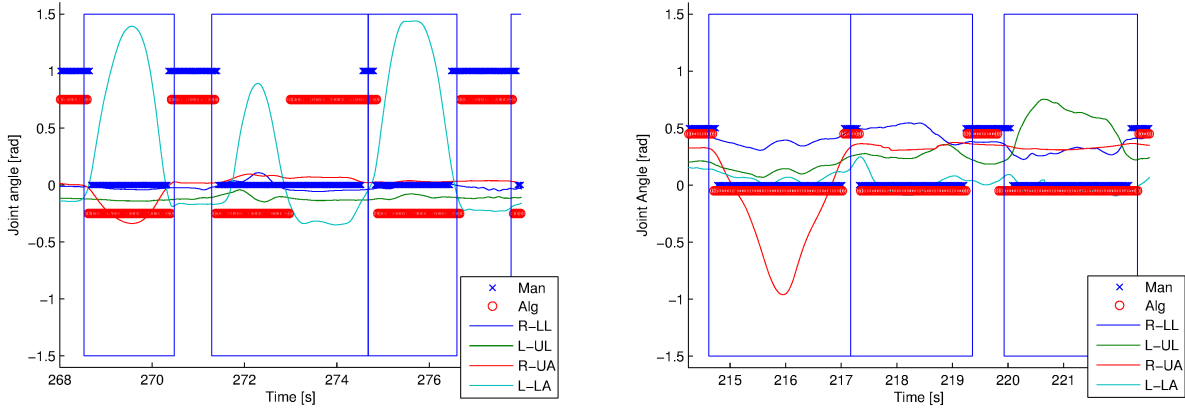 1.5
1
0.5
0
−0.5
−1
−1.5
Joint Angle [rad]
268
270
272
274
276
Time [s]
Man
Alg
R−LL
L−UL
R−UA
L−LA
1.5
1
0.5
0
−0.5
−1
−1.5
Joint Angle [rad]
215
216
217
218
219
220
221
Time [s]
Man
Alg
R−LL
L−UL
R−UA
L−LA